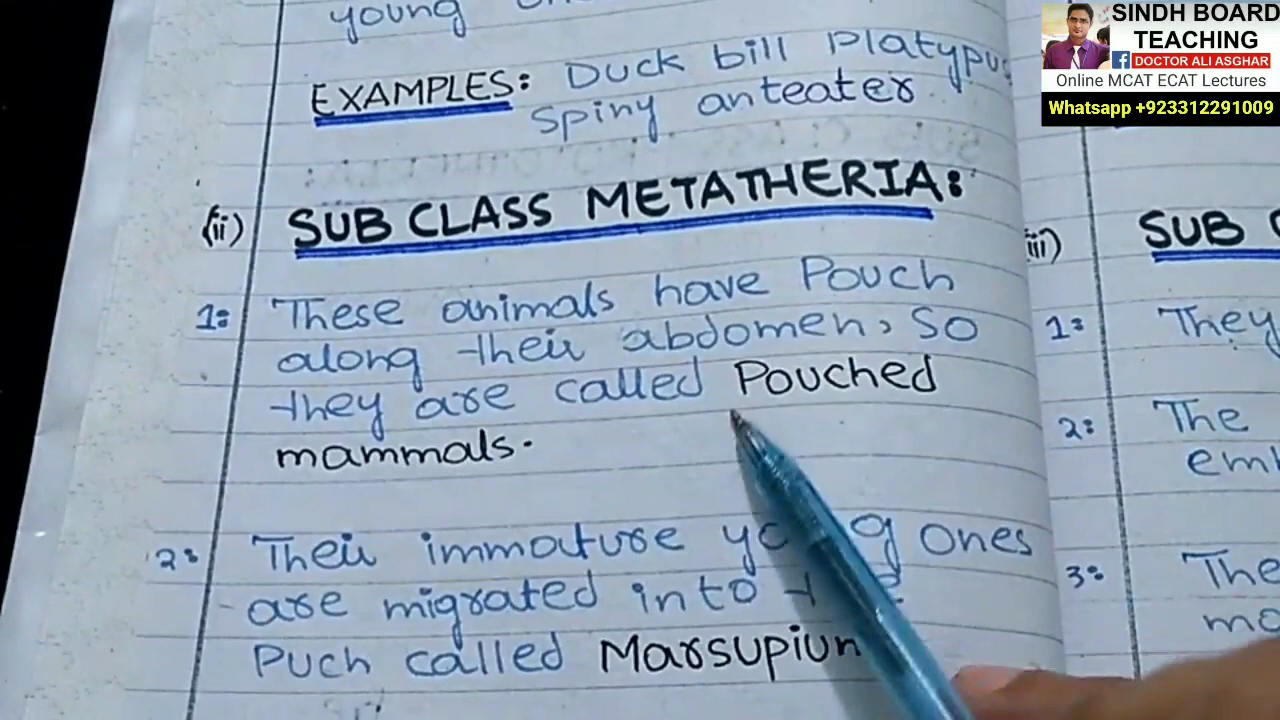 young
EXAMPLES: Duck bill Platypus
spiny anteater
(ii) SUB CLASS METATHERIA:
1: These animals have Pouch
along their abdomen, So
they are called Pouched
mammals.
2: Their immature ones
are migrated into
Puch called Marsupium
(iii) SUB
1: They
2: The
3: The
SINDH BOARD
TEACHING
f DOCTOR ALI ASGHAR
Online MCAT ECAT Lectures
Whatsapp +923312291009